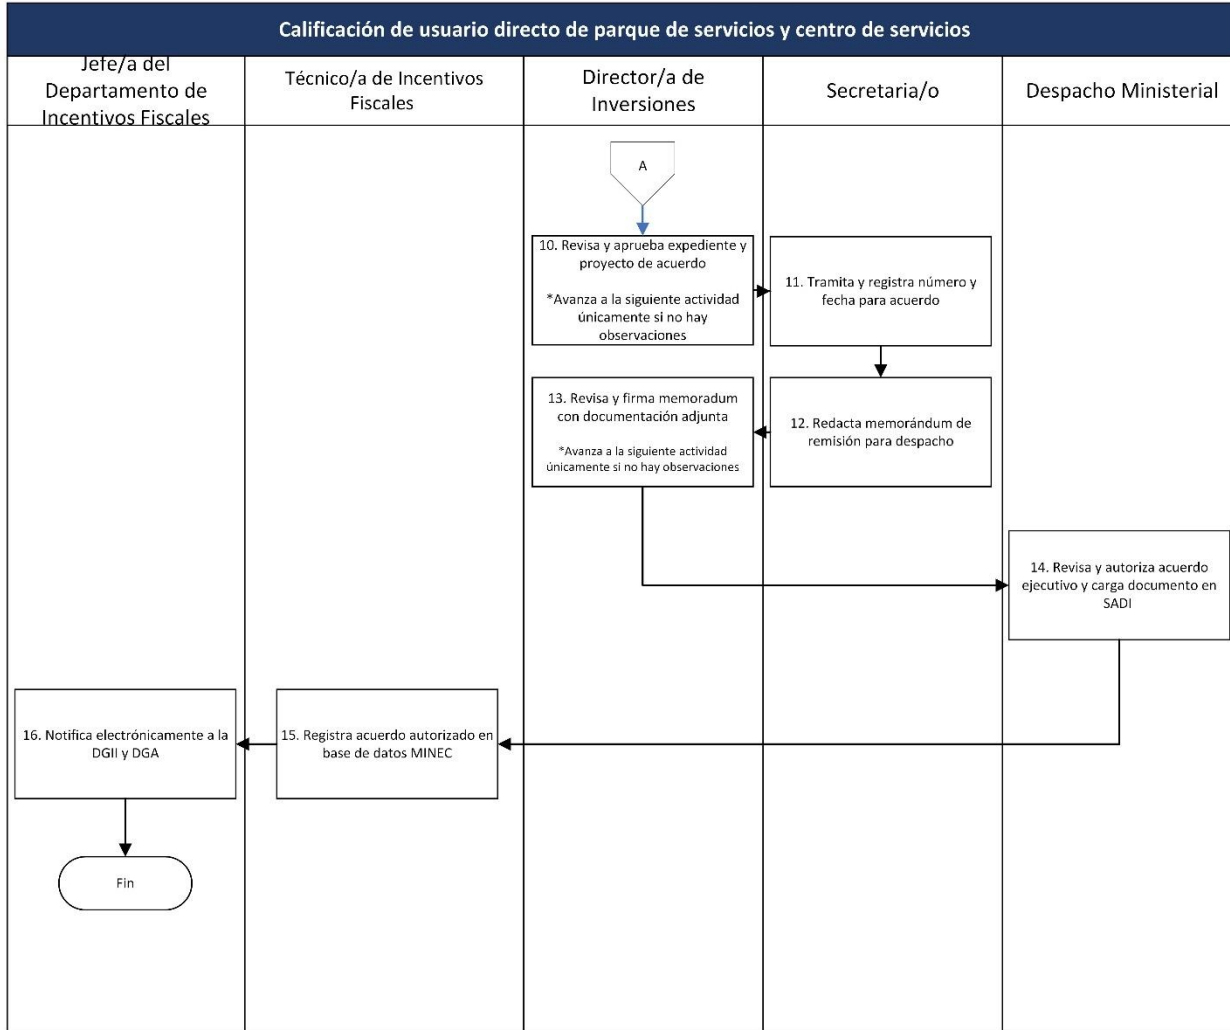 Calificación de usuario directo de parque de servicios y centro de servicios
Jefe/a del
Departamento de
Incentivos Fiscales
Técnico/a de Incentivos
Fiscales
Director/a de
Inversiones
Secretaria/o
Despacho Ministerial
A
10. Revisa y aprueba expediente y
proyecto de acuerdo
*Avanza a la siguiente actividad
únicamente si no hay
observaciones
11. Tramita y registra número y
fecha para acuerdo
13. Revisa y firma memoradum
con documentación adjunta
*Avanza a la siguiente actividad
únicamente si no hay observaciones
12. Redacta memorándum de
remisión para despacho
14. Revisa y autoriza acuerdo
ejecutivo y carga documento en
SADI
16. Notifica electrónicamente a la
DGII y DGA
15. Registra acuerdo autorizado en
base de datos MINEC
Fin